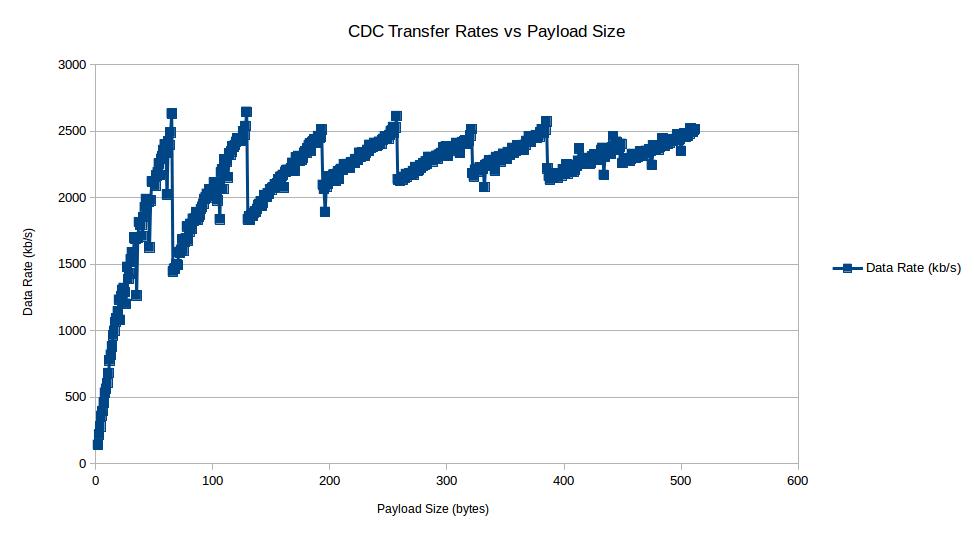 CDC Transfer Rates vs Payload Size
3000
2500
2000
1500
1000
500
0
0 100 200 300 400 500 600
Data Rate (kb/s)
Payload Size (bytes)
Data Rate (kb/s)